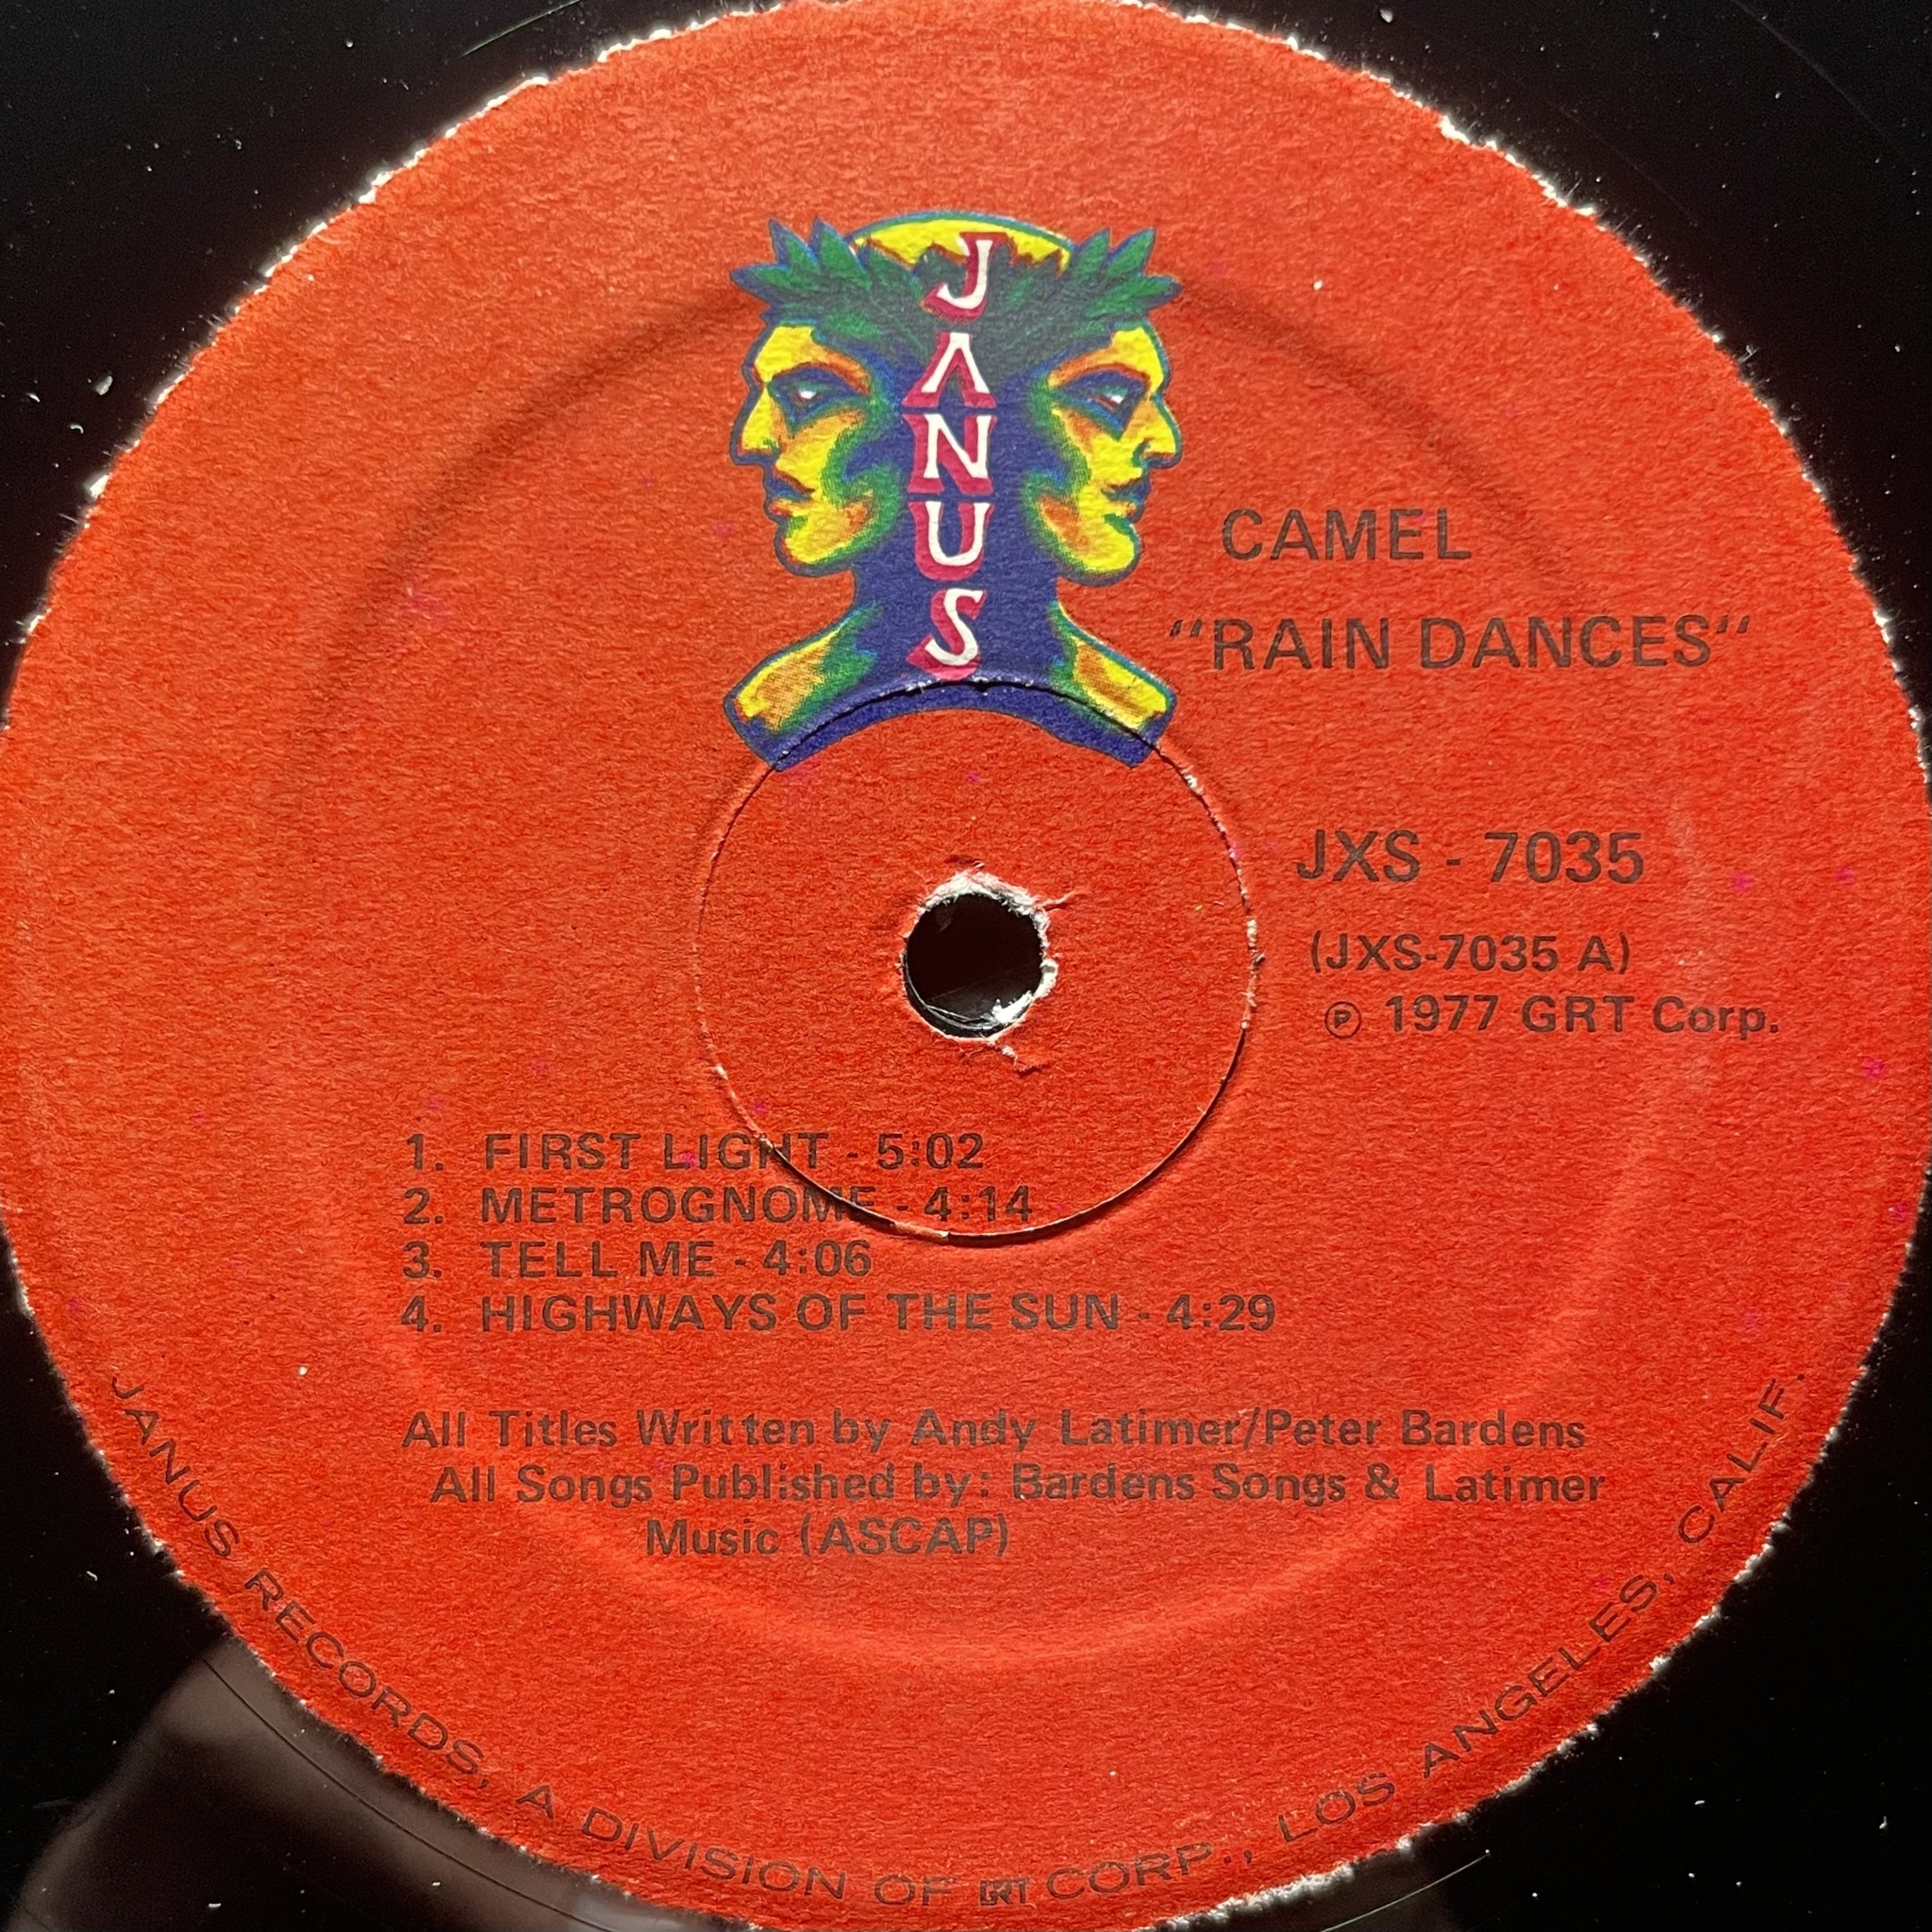 JANUS
CAMEL
"RAIN DANCES"
JXS - 7035
(JXS-7035 A)
℗ 1977 GRT Corp.
1. FIRST LIGHT - 5:02
2. METROGNOME - 4:14
3. TELL ME - 4:06
4. HIGHWAYS OF THE SUN - 4:29
All Titles Written by Andy Latimer/Peter Bardens
All Songs Published by: Bardens Songs & Latimer
Music (ASCAP)
JANUS RECORDS, A DIVISION OF GRT CORP., LOS ANGELES, CALIF.